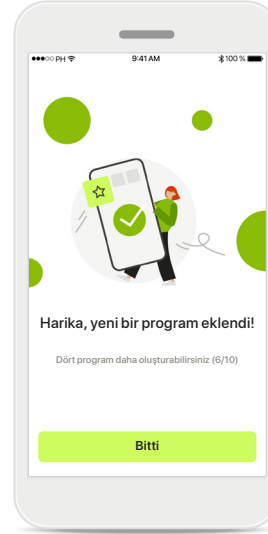 PH 9:41 AM 100 %
Harika, yeni bir program eklendi!
Dört program daha oluşturabilirsiniz (6/10)
Bitti